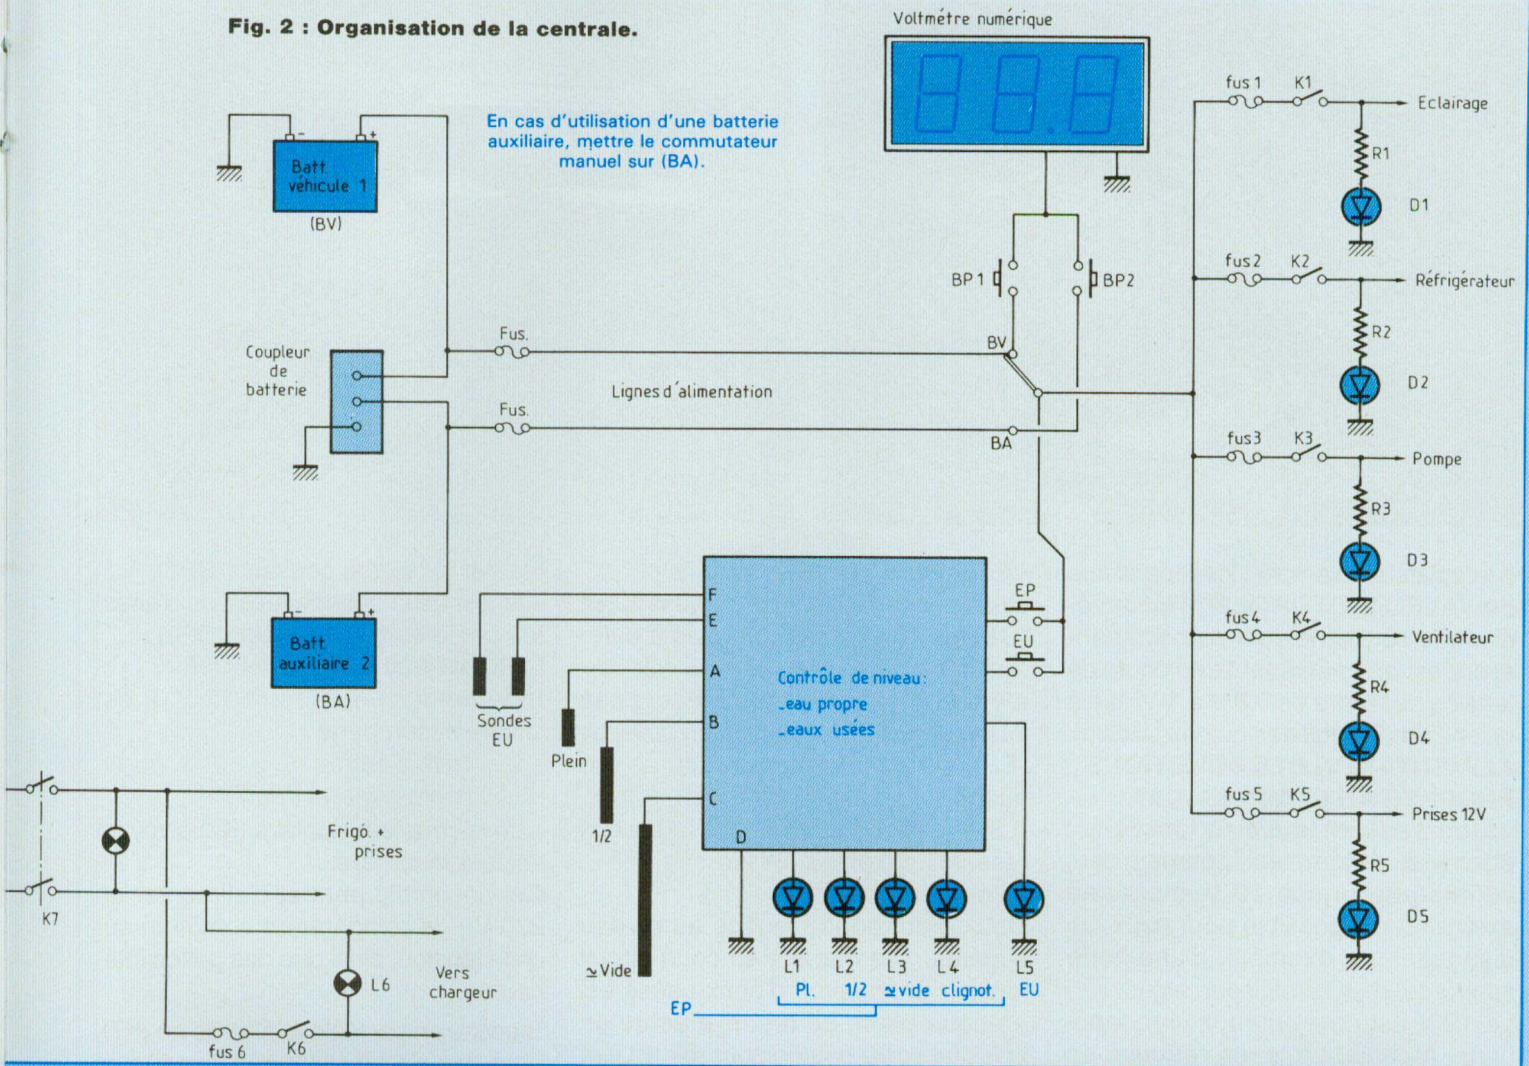 Fig. 2 : Organisation de la centrale.
Voltmétre numérique
88.8
En cas d'utilisation d'une batterie
auxiliaire, mettre le commutateur
manuel sur (BA).
- +
Batt.
véhicule 1
(BV)
Coupleur
de
batterie
Fus.
Lignes d'alimentation
Fus.
BP1
BP2
BV
BA
- +
Batt
auxiliaire 2
(BA)
fus 1 K1
Eclairage
R1
D1
fus2 K2
Réfrigérateur
R2
D2
fus3 K3
Pompe
R3
D3
fus4 K4
Ventilateur
R4
D4
fus 5 K5
Prises 12V
R5
D5
F
E
A
B
C
D
EP
EU
Contrôle de niveau:
_eau propre
_eaux usées
Sondes
EU
Plein
1/2
≃Vide
L1 L2 L3 L4 L5
Pl. 1/2 ≃vide clignot. EU
EP
Frigo. +
prises
K7
L6
Vers
chargeur
fus 6 K6